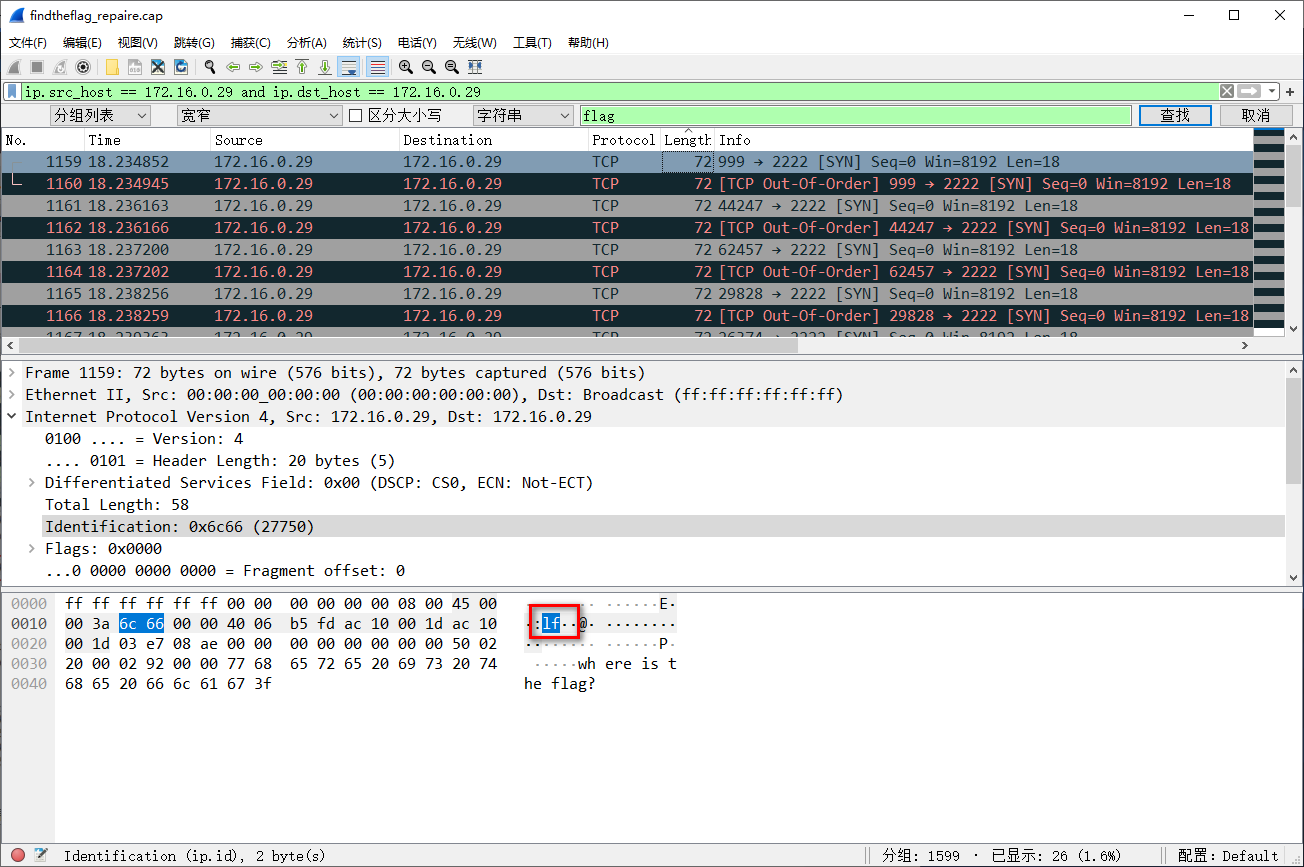 findtheflag_repaire.cap
文件(F) 编辑(E) 视图(V) 跳转(G) 捕获(C) 分析(A) 统计(S) 电话(Y) 无线(W) 工具(T) 帮助(H)
ip.src_host == 172.16.0.29 and ip.dst_host == 172.16.0.29
分组列表 宽窄 区分大小写 字符串 flag 查找 取消
No. Time Source Destination Protocol Length Info
1159 18.234852 172.16.0.29 172.16.0.29 TCP 72 999 → 2222 [SYN] Seq=0 Win=8192 Len=18
1160 18.234945 172.16.0.29 172.16.0.29 TCP 72 [TCP Out-Of-Order] 999 → 2222 [SYN] Seq=0 Win=8192 Len=18
1161 18.236163 172.16.0.29 172.16.0.29 TCP 72 44247 → 2222 [SYN] Seq=0 Win=8192 Len=18
1162 18.236166 172.16.0.29 172.16.0.29 TCP 72 [TCP Out-Of-Order] 44247 → 2222 [SYN] Seq=0 Win=8192 Len=18
1163 18.237200 172.16.0.29 172.16.0.29 TCP 72 62457 → 2222 [SYN] Seq=0 Win=8192 Len=18
1164 18.237202 172.16.0.29 172.16.0.29 TCP 72 [TCP Out-Of-Order] 62457 → 2222 [SYN] Seq=0 Win=8192 Len=18
1165 18.238256 172.16.0.29 172.16.0.29 TCP 72 29828 → 2222 [SYN] Seq=0 Win=8192 Len=18
1166 18.238259 172.16.0.29 172.16.0.29 TCP 72 [TCP Out-Of-Order] 29828 → 2222 [SYN] Seq=0 Win=8192 Len=18
Frame 1159: 72 bytes on wire (576 bits), 72 bytes captured (576 bits)
Ethernet II, Src: 00:00:00_00:00:00 (00:00:00:00:00:00), Dst: Broadcast (ff:ff:ff:ff:ff:ff)
Internet Protocol Version 4, Src: 172.16.0.29, Dst: 172.16.0.29
0100 .... = Version: 4
.... 0101 = Header Length: 20 bytes (5)
Differentiated Services Field: 0x00 (DSCP: CS0, ECN: Not-ECT)
Total Length: 58
Identification: 0x6c66 (27750)
Flags: 0x0000
...0 0000 0000 0000 = Fragment offset: 0
0000 ff ff ff ff ff ff 00 00 00 00 00 00 08 00 45 00 ········ ······E·
0010 00 3a 6c 66 00 00 40 06 b5 fd ac 10 00 1d ac 10 ·:lf··@· ········
0020 00 1d 03 e7 08 ae 00 00 00 00 00 00 00 00 50 02 ········ ······P·
0030 20 00 02 92 00 00 77 68 65 72 65 20 69 73 20 74 ·····wh ere is t
0040 68 65 20 66 6c 61 67 3f he flag?
Identification (ip.id), 2 byte(s) 分组: 1599 · 已显示: 26 (1.6%) 配置: Default